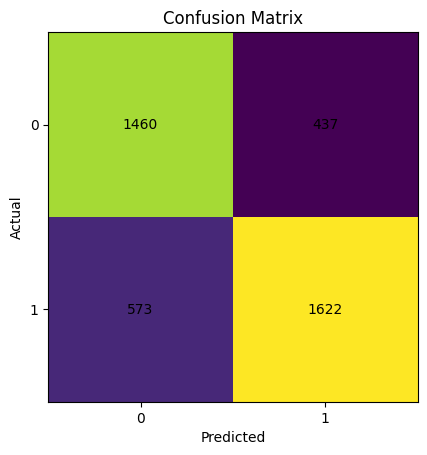 Confusion Matrix
0
1460
437
Actual
1
573
1622
0
1
Predicted